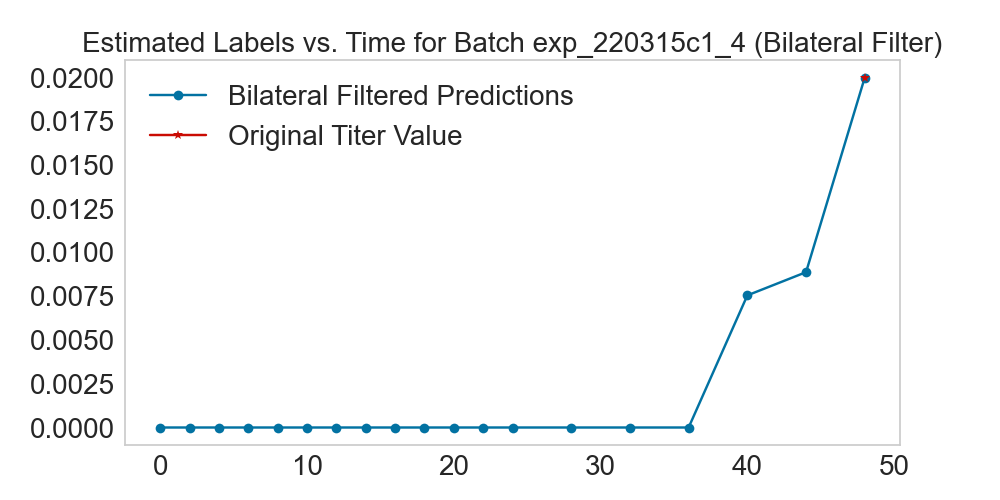 Estimated Labels vs. Time for Batch exp_220315c1_4 (Bilateral Filter)
0.0200
0.0175
0.0150
0.0125
0.0100
0.0075
0.0050
0.0025
0.0000
Bilateral Filtered Predictions
Original Titer Value
0 10 20 30 40 50